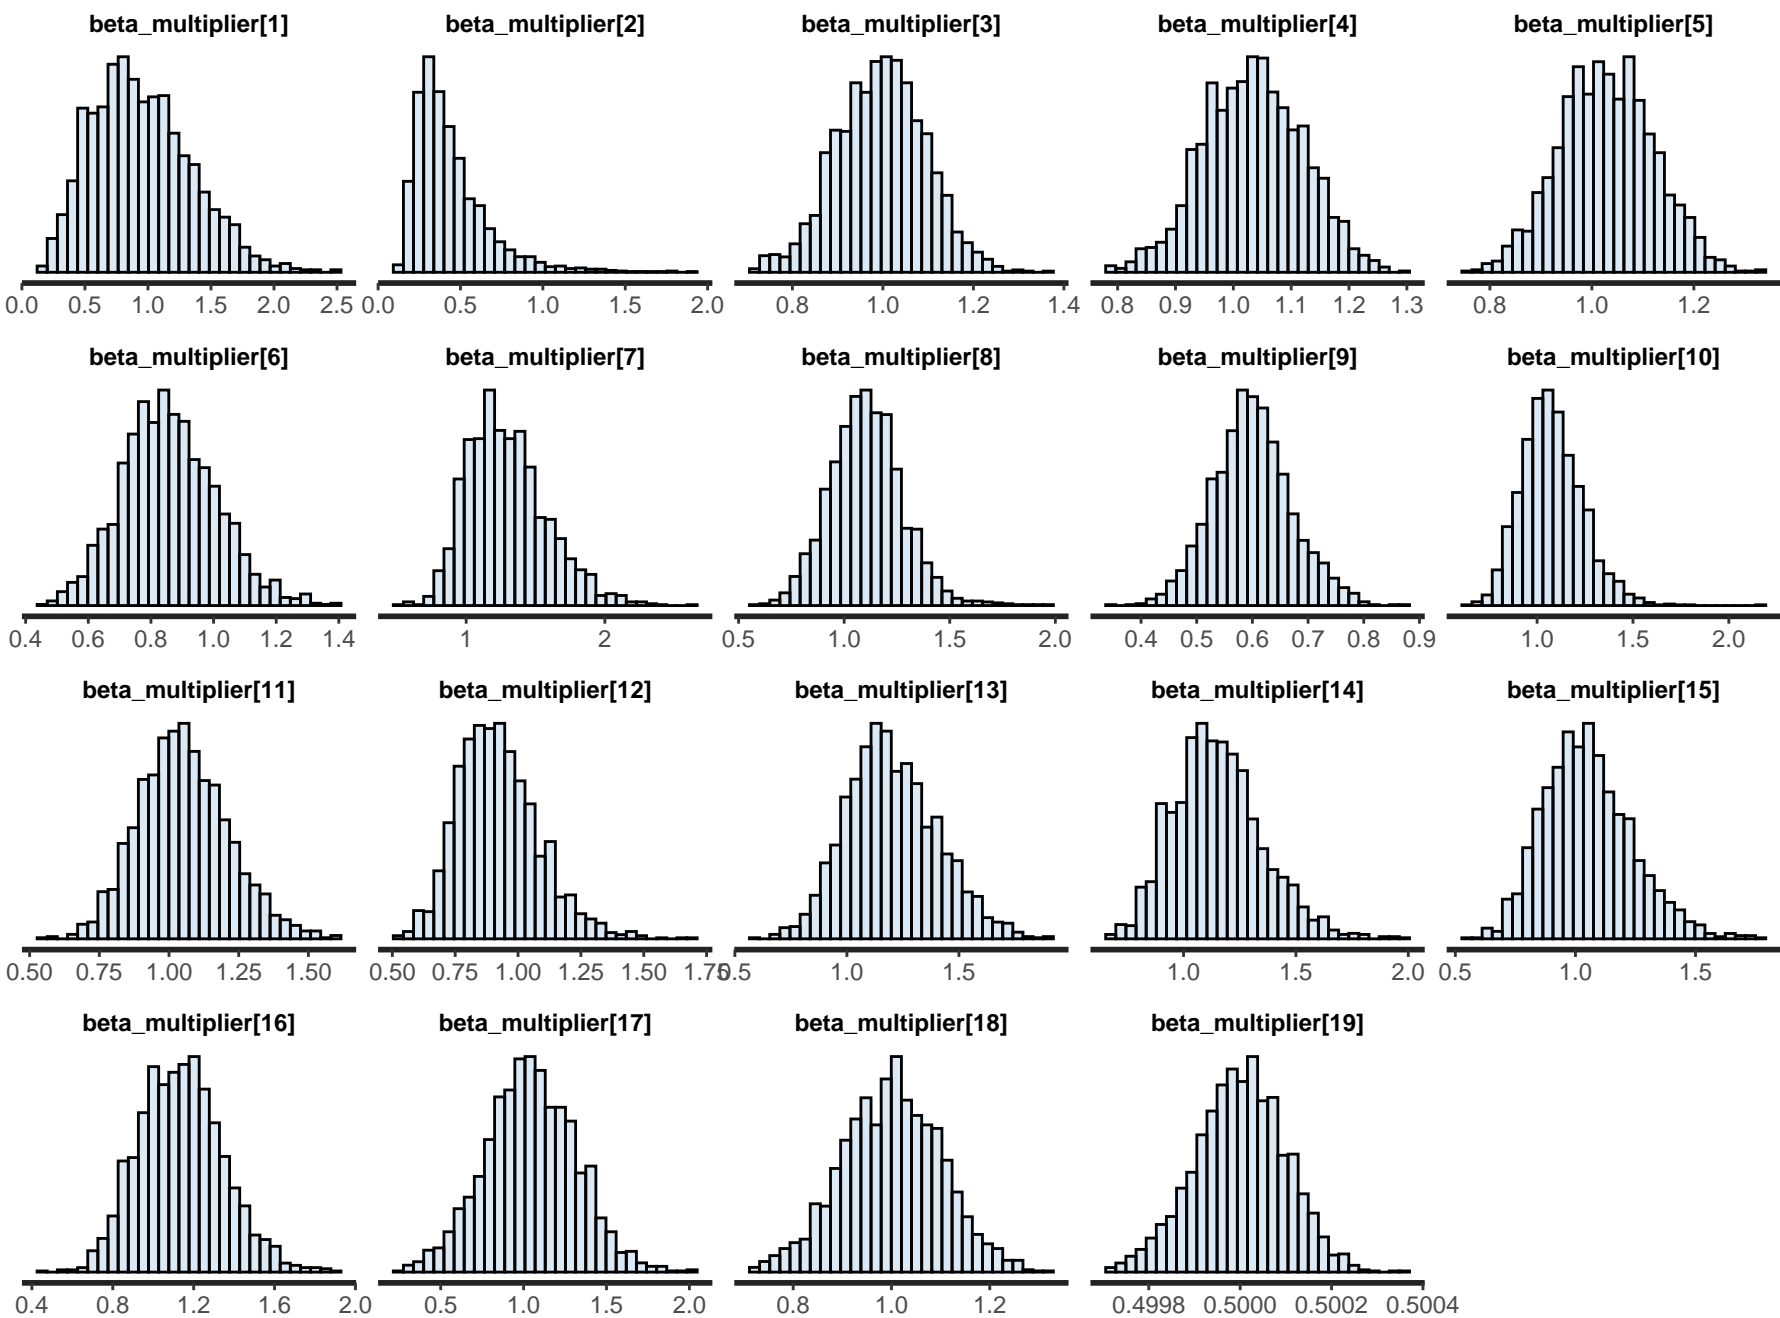 beta_multiplier[1] beta_multiplier[2] beta_multiplier[3] beta_multiplier[4] beta_multiplier[5]
0.0 0.5 1.0 1.5 2.0 2.5 0.0 0.5 1.0 1.5 2.0 0.8 1.0 1.2 1.4 0.8 0.9 1.0 1.1 1.2 1.3 0.8 1.0 1.2
beta_multiplier[6] beta_multiplier[7] beta_multiplier[8] beta_multiplier[9] beta_multiplier[10]
0.4 0.6 0.8 1.0 1.2 1.4 1 2 0.5 1.0 1.5 2.0 0.4 0.5 0.6 0.7 0.8 0.9 1.0 1.5 2.0
beta_multiplier[11] beta_multiplier[12] beta_multiplier[13] beta_multiplier[14] beta_multiplier[15]
0.50 0.75 1.00 1.25 1.50 0.50 0.75 1.00 1.25 1.50 1.75 0.5 1.0 1.5 1.0 1.5 2.0 0.5 1.0 1.5
beta_multiplier[16] beta_multiplier[17] beta_multiplier[18] beta_multiplier[19]
0.4 0.8 1.2 1.6 2.0 0.5 1.0 1.5 2.0 0.8 1.0 1.2 0.4998 0.5000 0.5002 0.5004